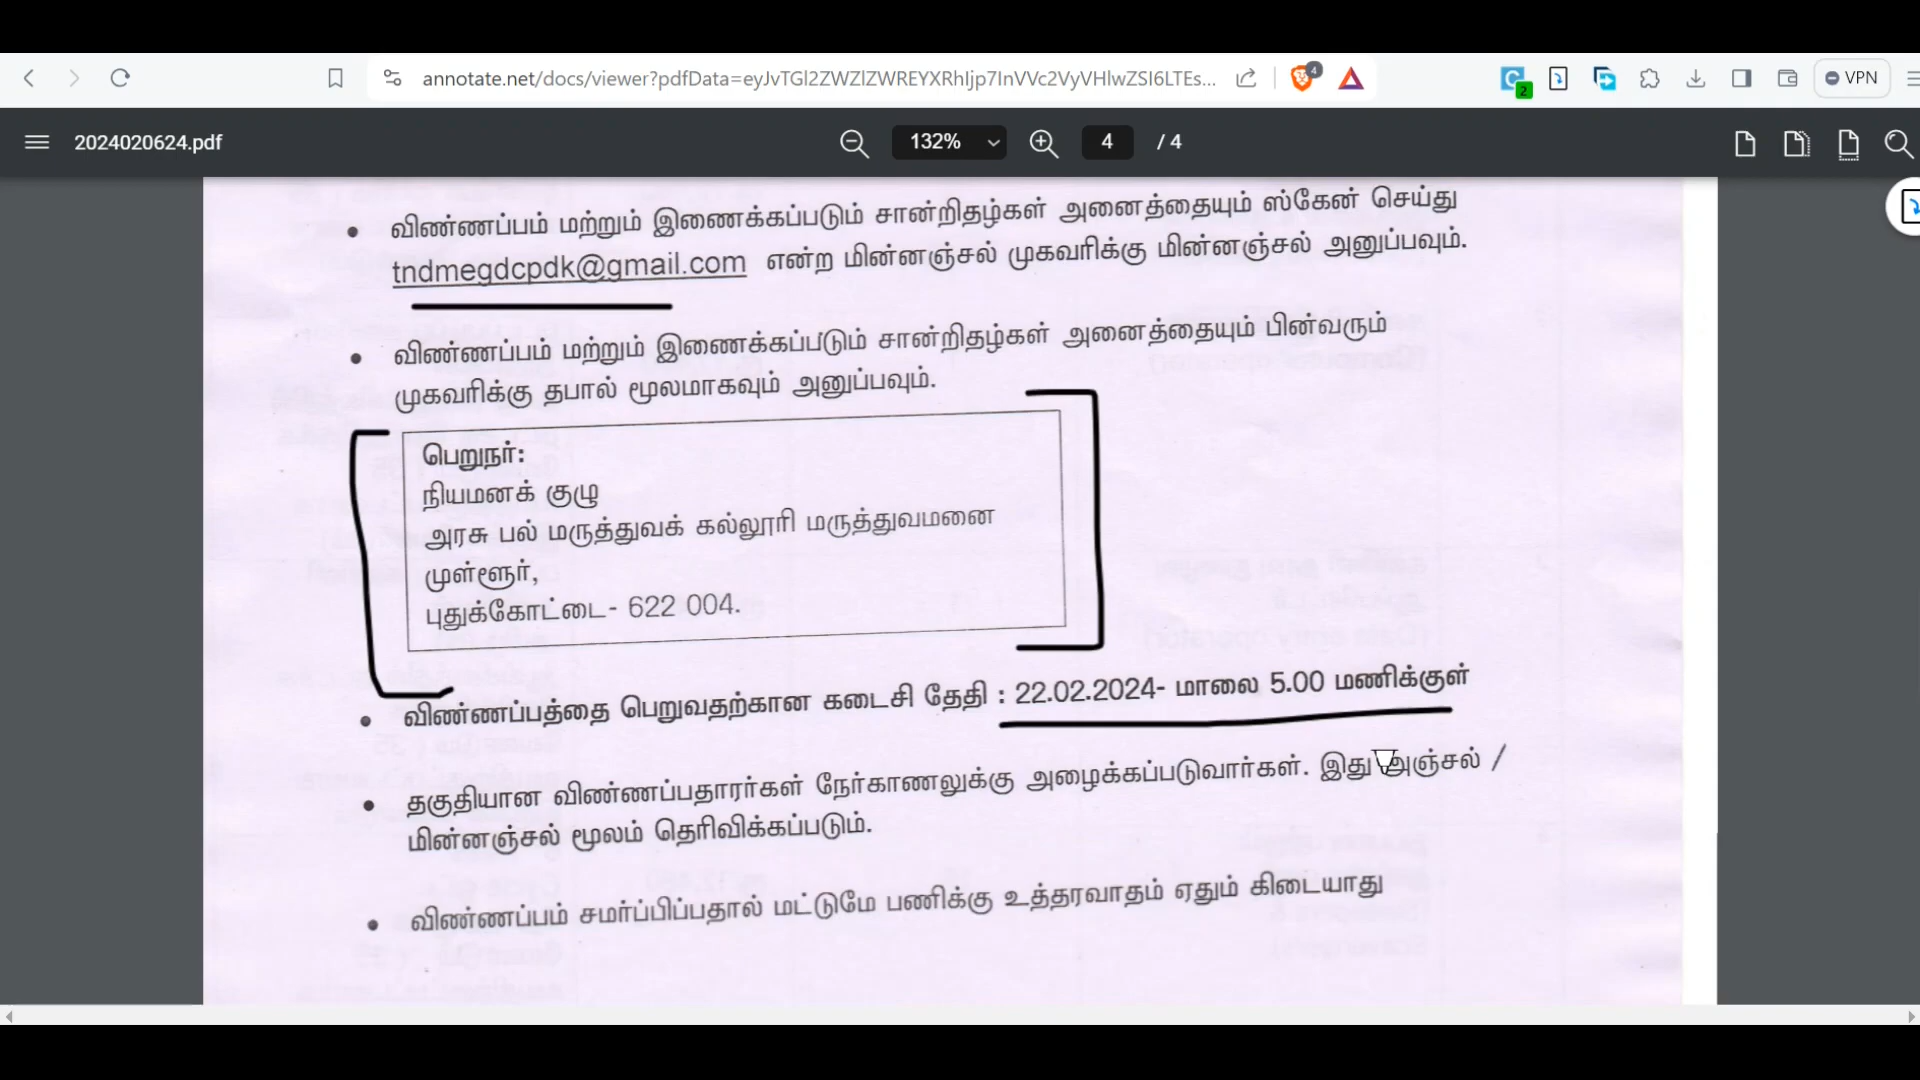 annotate.net/docs/viewer?pdfData=eyJvTGl2ZWZlZWREYXRhIjp7InVVc2VyVHlwZSI6LTEs...
4
2
VPN
2024020624.pdf
132%
4 / 4
• விண்ணப்பம் மற்றும் இணைக்கப்படும் சான்றிதழ்கள் அனைத்தையும் ஸ்கேன் செய்து
tndmegdcpdk@gmail.com என்ற மின்னஞ்சல் முகவரிக்கு மின்னஞ்சல் அனுப்பவும்.
• விண்ணப்பம் மற்றும் இணைக்கப்படும் சான்றிதழ்கள் அனைத்தையும் பின்வரும்
முகவரிக்கு தபால் மூலமாகவும் அனுப்பவும்.
பெறுநர்:
நியமனக் குழு
அரசு பல் மருத்துவக் கல்லூரி மருத்துவமனை
முள்ளூர்,
புதுக்கோட்டை- 622 004.
• விண்ணப்பத்தை பெறுவதற்கான கடைசி தேதி : 22.02.2024- மாலை 5.00 மணிக்குள்
• தகுதியான விண்ணப்பதாரர்கள் நேர்காணலுக்கு அழைக்கப்படுவார்கள். இது அஞ்சல் /
மின்னஞ்சல் மூலம் தெரிவிக்கப்படும்.
• விண்ணப்பம் சமர்ப்பிப்பதால் மட்டுமே பணிக்கு உத்தரவாதம் ஏதும் கிடையாது